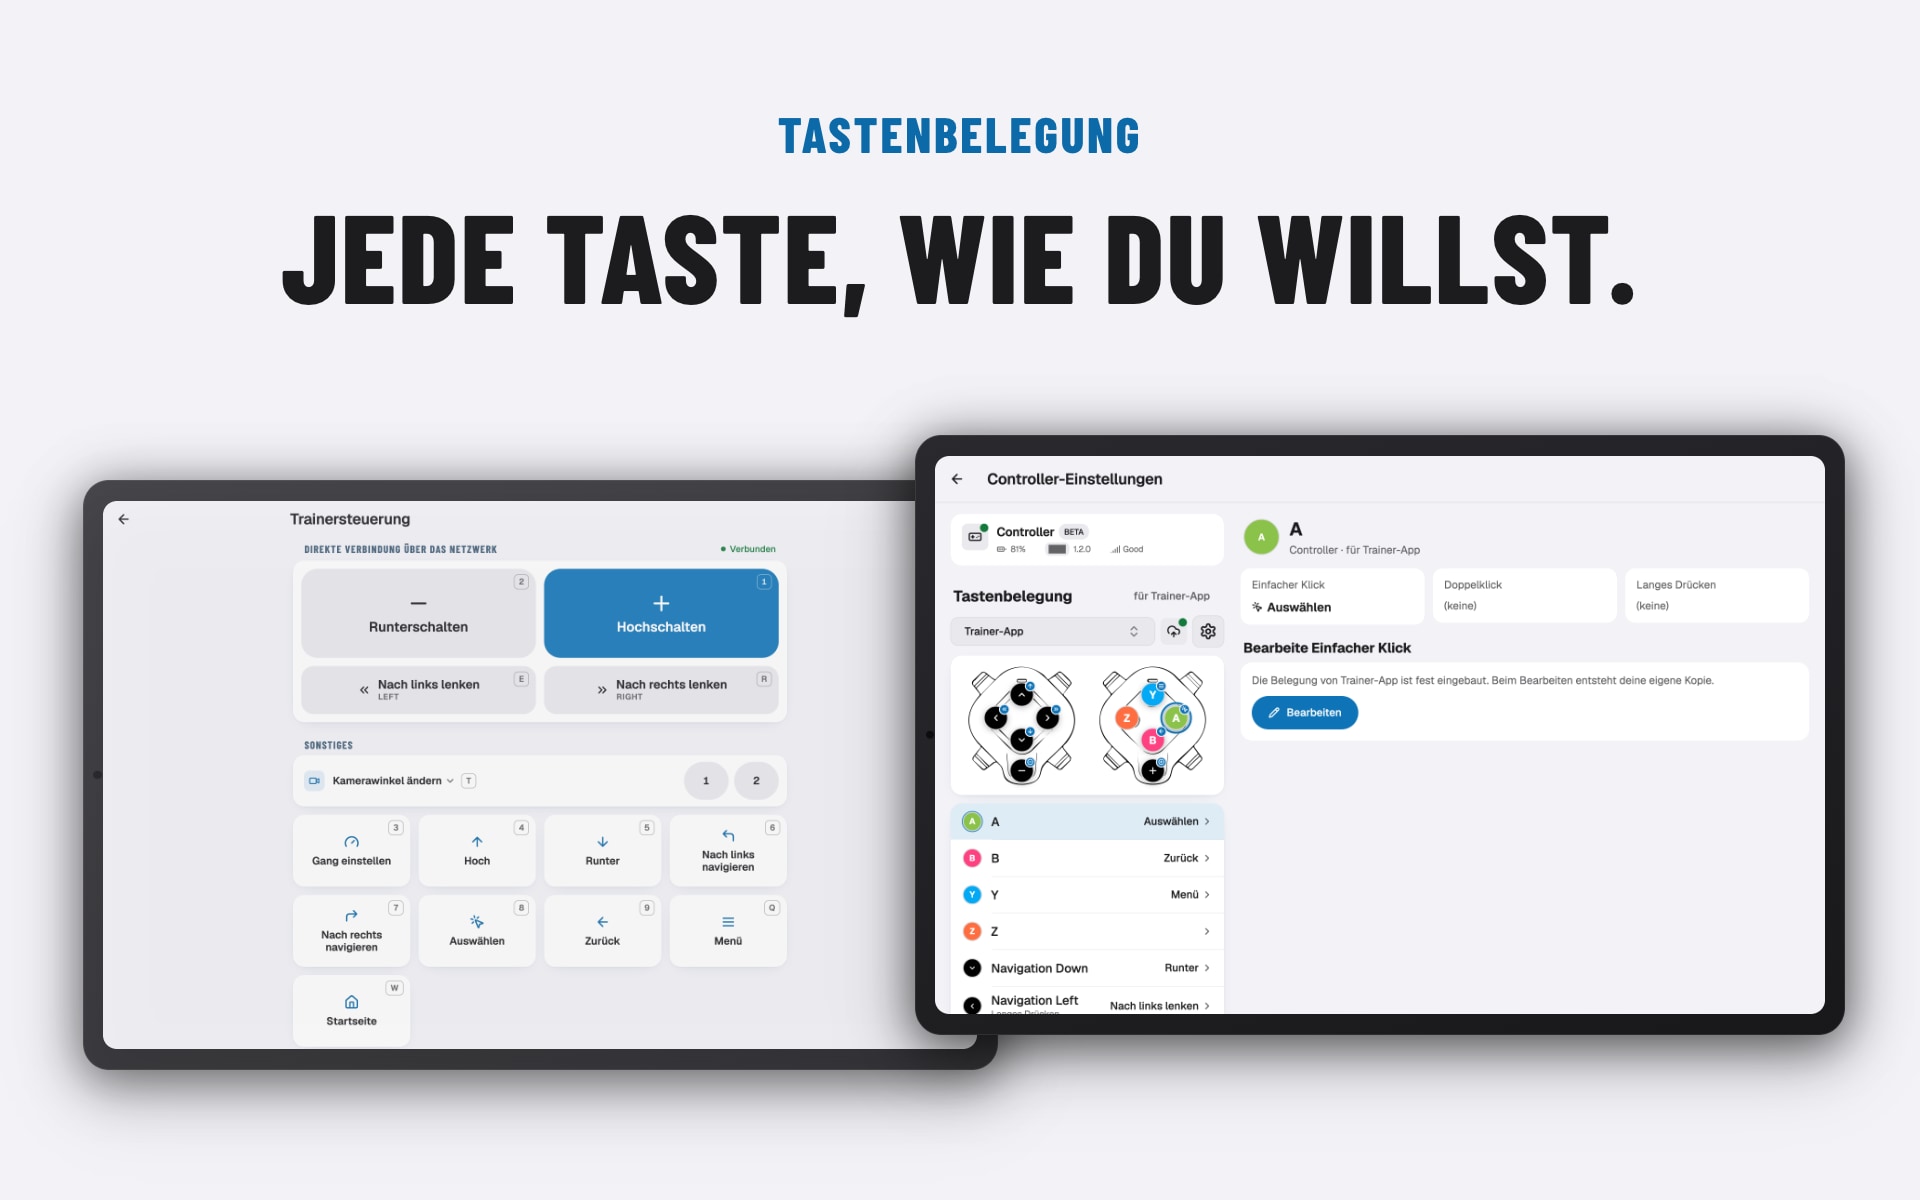 TASTENBELEGUNG
JEDE TASTE, WIE DU WILLST.
Trainersteuerung
DIREKTE VERBINDUNG ÜBER DAS NETZWERK
Verbunden
2
Runterschalten
1
Hochschalten
Nach links lenken
LEFT
E
Nach rechts lenken
RIGHT
R
SONSTIGES
Kamerawinkel ändern
T
1
2
3
Gang einstellen
4
Hoch
5
Runter
6
Nach links
navigieren
7
Nach rechts
navigieren
8
Auswählen
9
Zurück
Q
Menü
W
Startseite
Controller-Einstellungen
Controller BETA
81% 1.2.0 Good
Tastenbelegung für Trainer-App
Trainer-App
Y
Z A
B
A A Auswählen
B B Zurück
Y Y Menü
Z Z
Navigation Down Runter
Navigation Left Nach links lenken
Langes Drücken
A A
Controller · für Trainer-App
Einfacher Klick
Auswählen
Doppelklick
(keine)
Langes Drücken
(keine)
Bearbeite Einfacher Klick
Die Belegung von Trainer-App ist fest eingebaut. Beim Bearbeiten entsteht deine eigene Kopie.
Bearbeiten